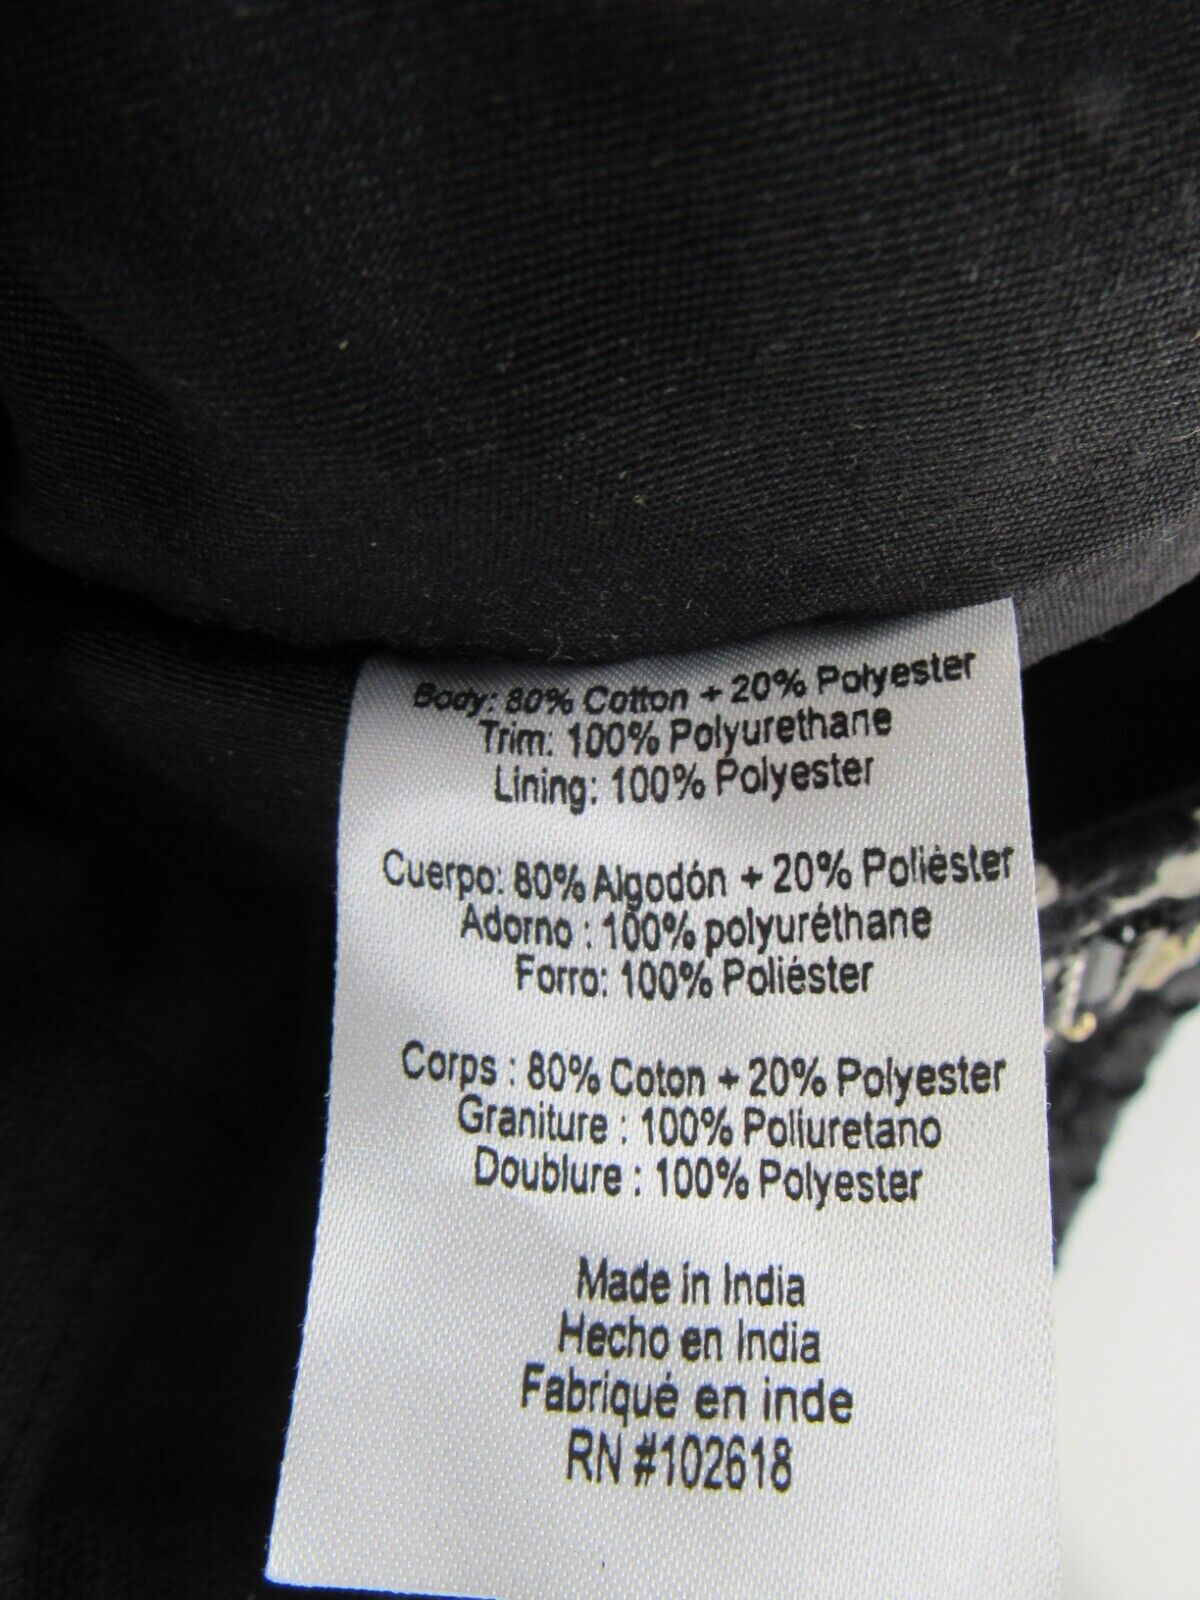 Body: 80% Cotton + 20% Polyester
Trim: 100% Polyurethane
Lining: 100% Polyester
Cuerpo: 80% Algodón + 20% Poliéster
Adorno : 100% polyuréthane
Forro: 100% Poliéster
Corps : 80% Coton + 20% Polyester
Graniture : 100% Poliuretano
Doublure : 100% Polyester
Made in India
Hecho en India
Fabriqué en inde
RN #102618